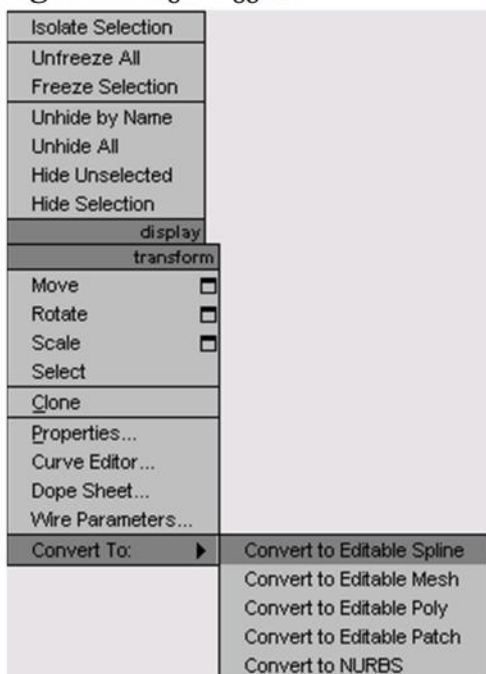 Isolate Selection
Unfreeze All
Freeze Selection
Unhide by Name
Unhide All
Hide Unselected
Hide Selection
display
transform
Move
Rotate
Scale
Select
Clone
Properties...
Curve Editor...
Dope Sheet...
Wire Parameters...
Convert To:
Convert to Editable Spline
Convert to Editable Mesh
Convert to Editable Poly
Convert to Editable Patch
Convert to NURBS